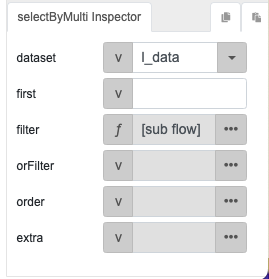 selectByMulti Inspector
dataset v l_data
first v
filter ƒ [sub flow] •••
orFilter v •••
order v •••
extra v •••